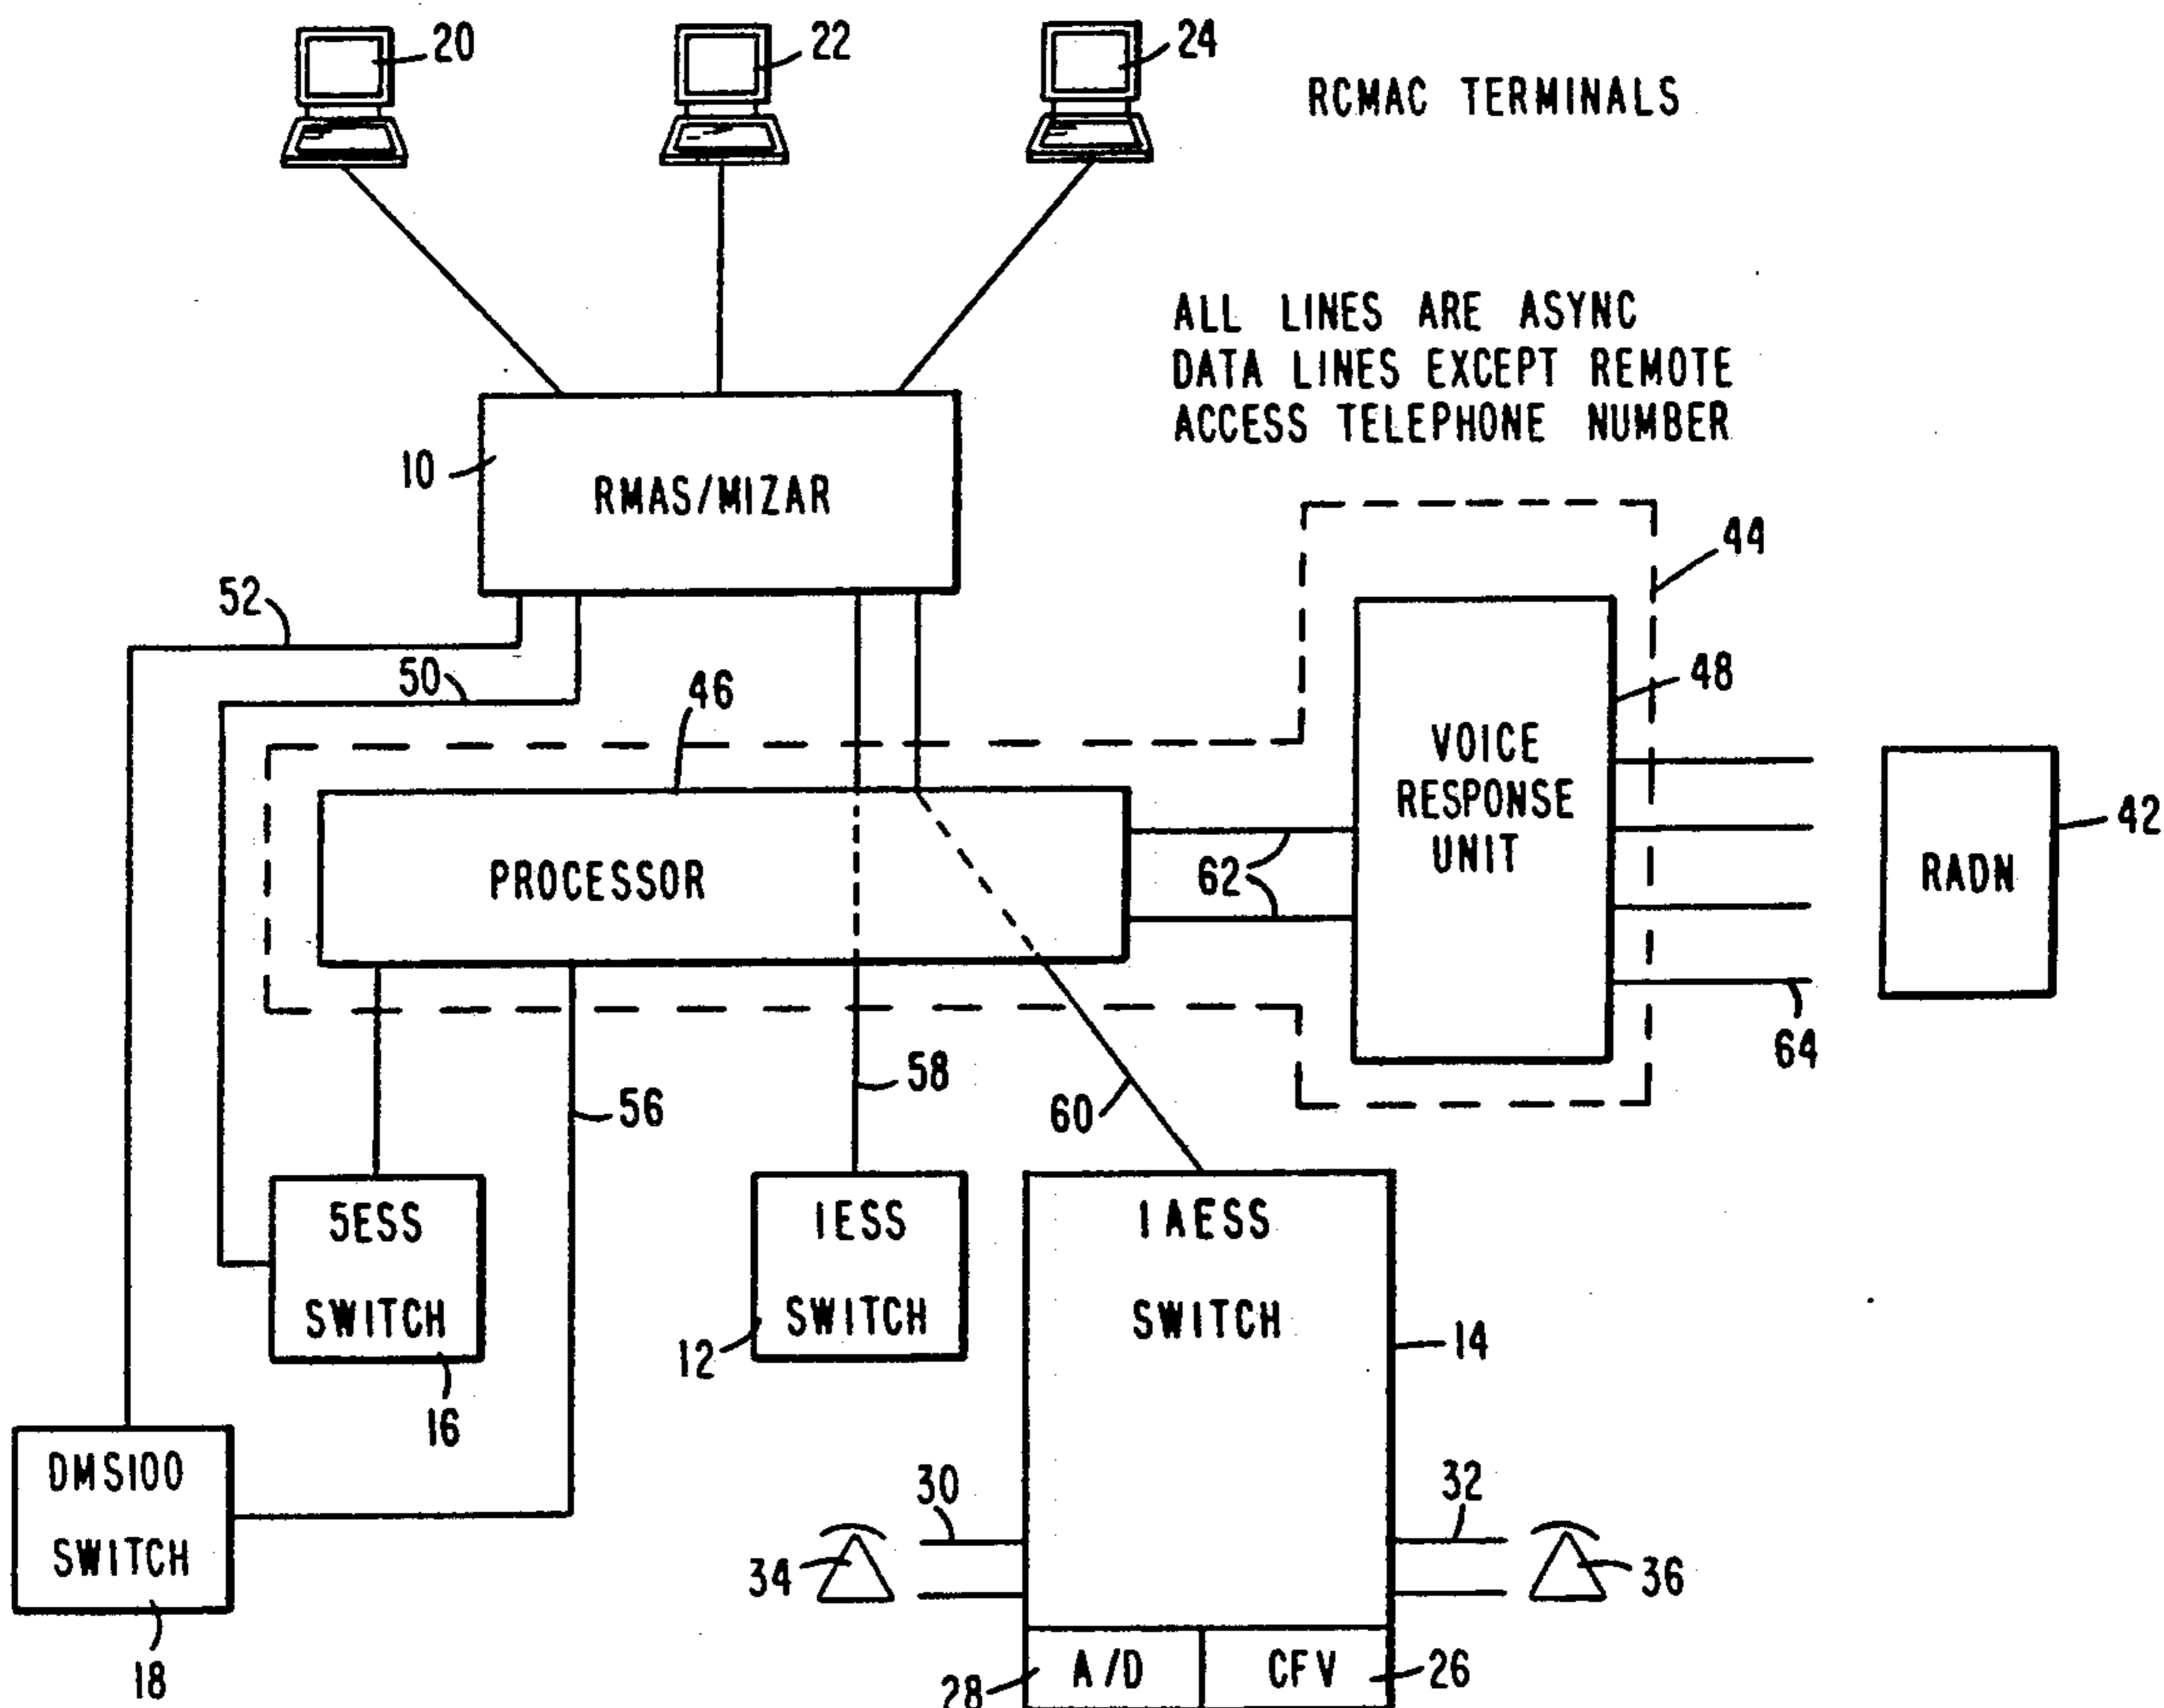 20
22
24
RCMAC TERMINALS
ALL LINES ARE ASYNC
DATA LINES EXCEPT REMOTE
ACCESS TELEPHONE NUMBER
10
RMAS/MIZAR
44
52
50
46
48
VOICE
RESPONSE
UNIT
42
RADN
PROCESSOR
62
64
58
56
60
5ESS
SWITCH
16
1ESS
SWITCH
12
1AESS
SWITCH
14
DMS100
SWITCH
18
30
32
34
36
28
A/D
CFV
26